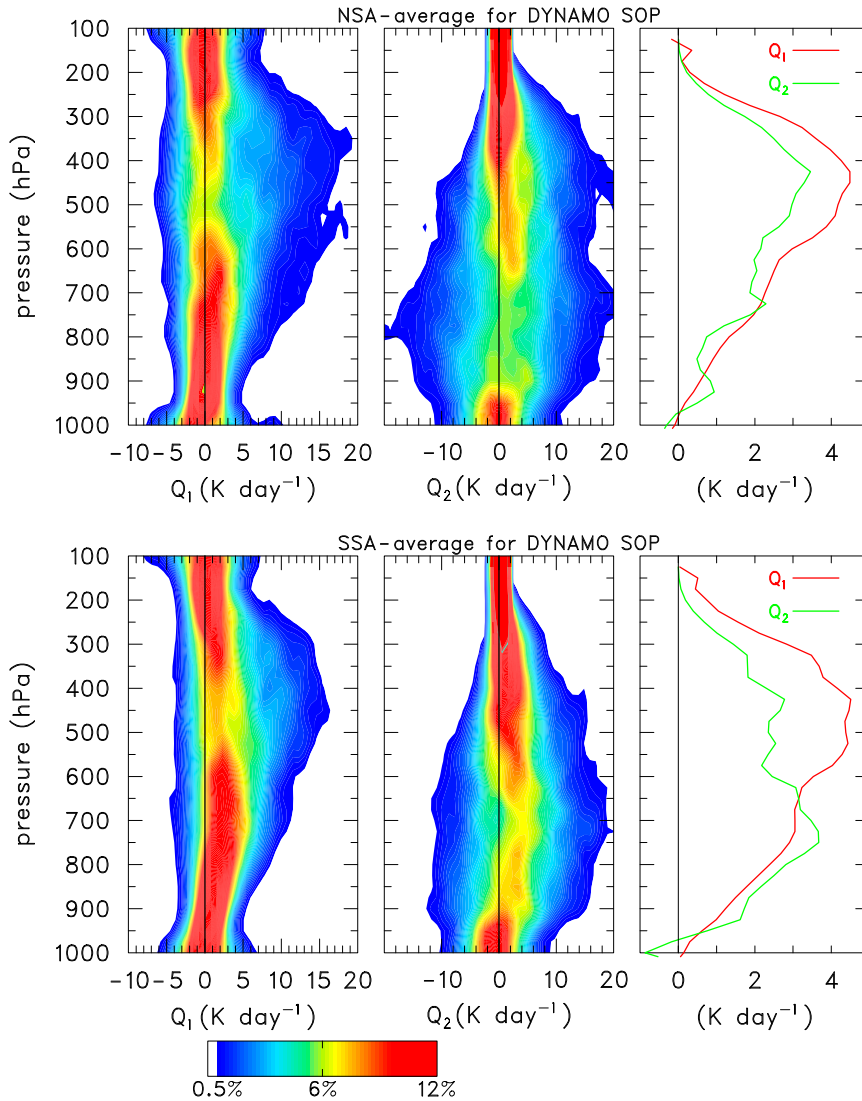 NSA-average for DYNAMO SOP
100
200
300
400
500
600
700
800
900
1000
pressure (hPa)
-10 -5 0 5 10 15 20
Q₁ (K day⁻¹)
-10 0 10 20
Q₂ (K day⁻¹)
Q₁
Q₂
0 2 4
(K day⁻¹)
SSA-average for DYNAMO SOP
100
200
300
400
500
600
700
800
900
1000
pressure (hPa)
-10 -5 0 5 10 15 20
Q₁ (K day⁻¹)
-10 0 10 20
Q₂ (K day⁻¹)
Q₁
Q₂
0 2 4
(K day⁻¹)
0.5% 6% 12%